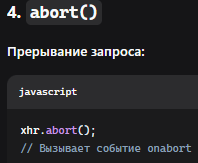 4. abort()
Прерывание запроса:
javascript
xhr.abort();
// Вызывает событие onabort